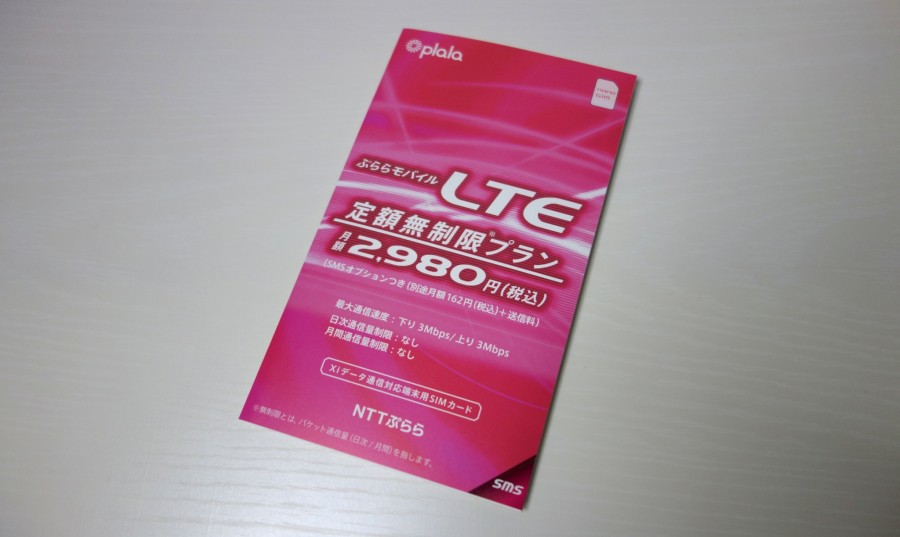 plala
ぷららモバイル LTE
定額無制限※プラン
月額 2,980円(税込)
(SMSオプションつき(別途月額162円(税込)+送信料)
最大通信速度:下り 3Mbps/上り 3Mbps
日次通信量制限:なし
月間通信量制限:なし
Xiデータ通信対応端末用SIMカード
NTTぷらら
※無制限とは、パケット通信量(日次/月間)を指します。
SMS